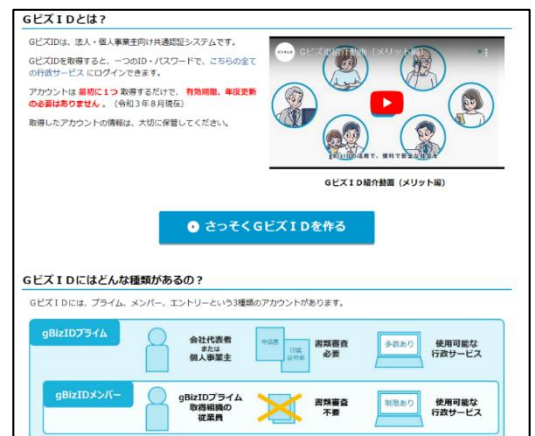 GビズIDとは？
GビズIDは、法人・個人事業主向け共通認証システムです。
GビズIDを取得すると、一つのID・パスワードで、こちらの全て
の行政サービス にログインできます。
アカウントは 最初に１つ 取得するだけで、 有効期限、年度更新
の必要はありません 。（令和３年８月現在）
取得したアカウントの情報は、大切に保管してください。
GビズID紹介動画（メリット編）
gBizIDの活用で、便利で安全な
GビズID紹介動画（メリット編）
さっそくGビズIDを作る
GビズIDにはどんな種類があるの？
GビズIDには、プライム、メンバー、エントリーという3種類のアカウントがあります。
gBizIDプライム
会社代表者
または
個人事業主
申請書
印鑑
証明書
書類審査
必要
多数あり
使用可能な
行政サービス
gBizIDメンバー
gBizIDプライム
取得組織の
従業員
書類審査
不要
制限あり
使用可能な
行政サービス